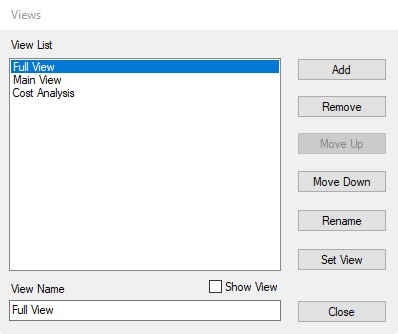 Views
View List
Full View
Main View
Cost Analysis
Add
Remove
Move Up
Move Down
Rename
Set View
View Name
Show View
Full View
Close